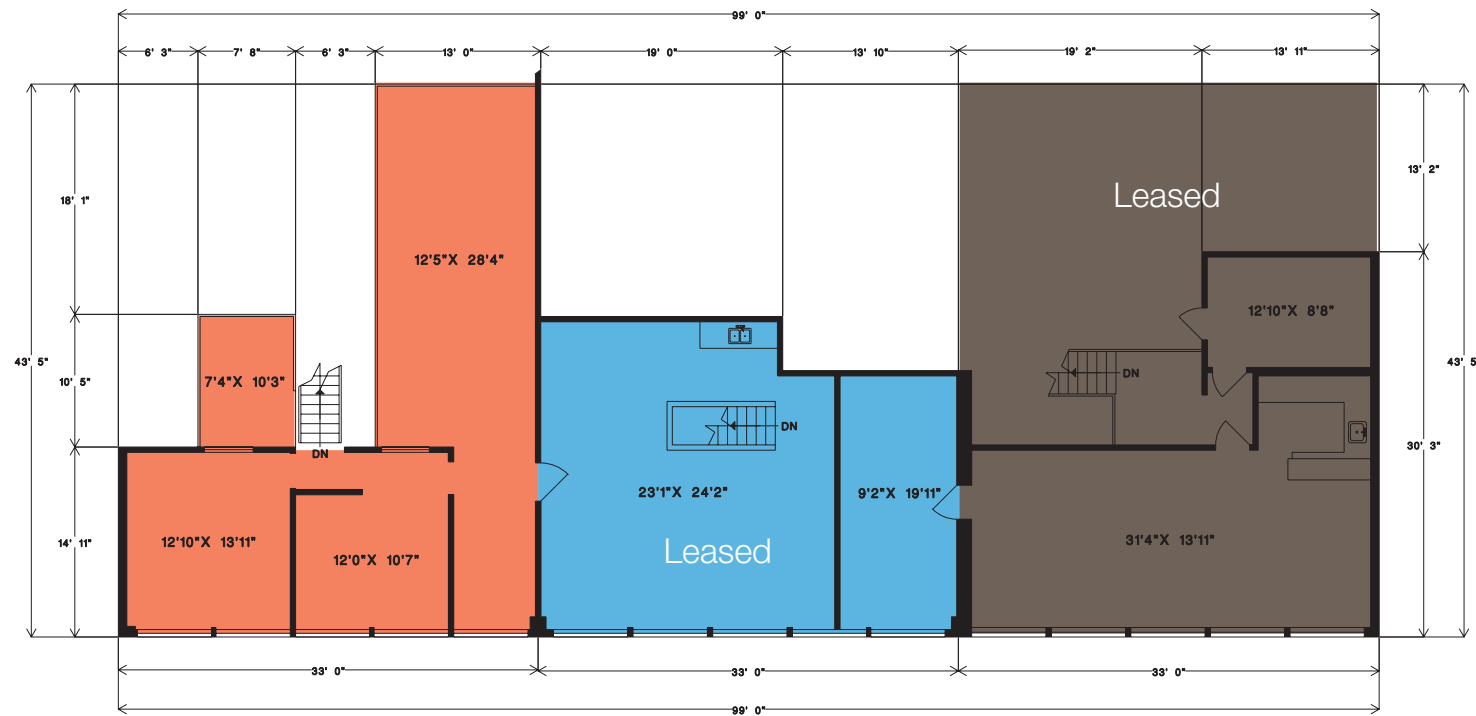 99' 0"
6' 3" 7' 8" 6' 3" 13' 0" 19' 0" 13' 10" 19' 2" 13' 11"
13' 2"
Leased
18' 1"
12'5"X 28'4"
12'10"X 8'8"
43' 5" 43' 5
10' 5" 7'4"X 10'3" DN
DN
30' 3"
DN
23'1"X 24'2" 9'2"X 19'11"
14' 11" 12'10"X 13'11" 31'4"X 13'11"
Leased
12'0"X 10'7"
33' 0" 33' 0" 33' 0"
99' 0"